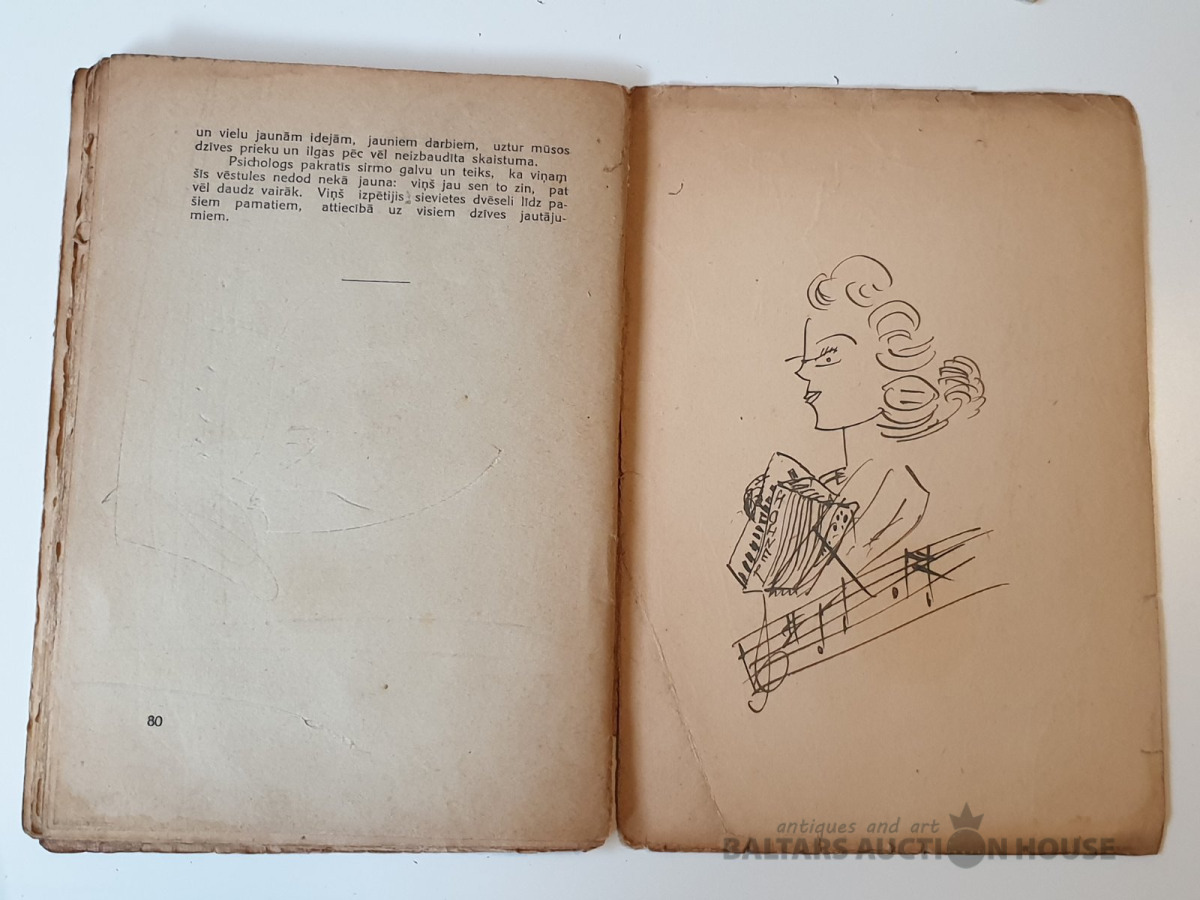 un vielu jaunām idejām, jauniem darbiem, uztur mūsos
dzīves prieku un ilgas pēc vēl neizbaudīta skaistuma.
Psichologs pakratīs sirmo galvu un teiks, ka viņam
šīs vēstules nedod nekā jauna: viņš jau sen to zin, pat
vēl daudz vairāk. Viņš izpētījis sievietes dvēseli līdz pa-
šiem pamatiem, attiecībā uz visiem dzīves jautāju-
miem.
80
antiques and art
BALTARS AUCTION HOUSE